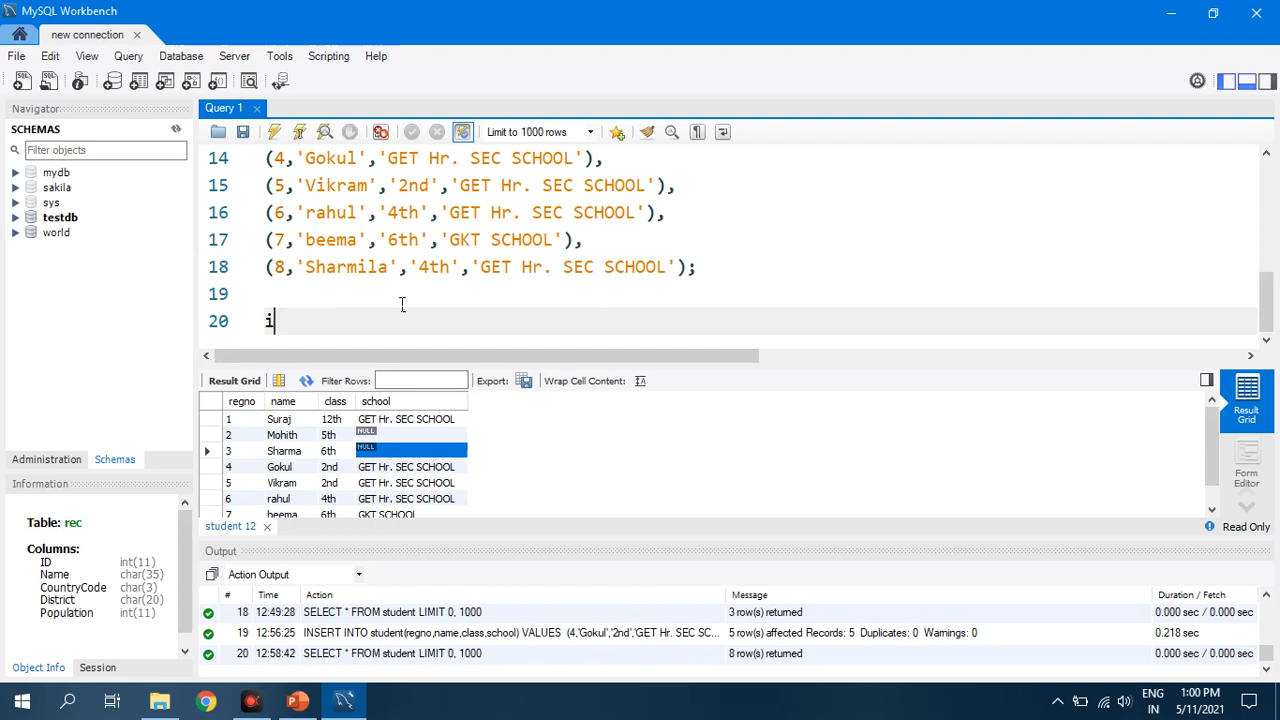 MySQL Workbench
new connection ×
File Edit View Query Database Server Tools Scripting Help
Navigator
SCHEMAS
Filter objects
mydb
sakila
sys
testdb
world
Administration Schemas
Information
Table: rec
Columns:
ID int(11)
Name char(35)
CountryCode char(3)
District char(20)
Population int(11)
Object Info Session
Query 1 ×
Limit to 1000 rows
14 (4,'Gokul','GET Hr. SEC SCHOOL'),
15 (5,'Vikram','2nd','GET Hr. SEC SCHOOL'),
16 (6,'rahul','4th','GET Hr. SEC SCHOOL'),
17 (7,'beema','6th','GKT SCHOOL'),
18 (8,'Sharmila','4th','GET Hr. SEC SCHOOL');
19
20 i
Result Grid Filter Rows: Export: Wrap Cell Content:
regno name class school
1 Suraj 12th GET Hr. SEC SCHOOL
2 Mohith 5th NULL
3 Sharma 6th NULL
4 Gokul 2nd GET Hr. SEC SCHOOL
5 Vikram 2nd GET Hr. SEC SCHOOL
6 rahul 4th GET Hr. SEC SCHOOL
7 beema 6th GKT SCHOOL
Result
Grid
Form
Editor
student 12 × Read Only
Output
Action Output
# Time Action Message Duration / Fetch
18 12:49:28 SELECT * FROM student LIMIT 0, 1000 3 row(s) returned 0.000 sec / 0.000 sec
19 12:56:25 INSERT INTO student(regno,name,class,school) VALUES (4,'Gokul','2nd','GET Hr. SEC SC... 5 row(s) affected Records: 5 Duplicates: 0 Warnings: 0 0.218 sec
20 12:58:42 SELECT * FROM student LIMIT 0, 1000 8 row(s) returned 0.000 sec / 0.000 sec
ENG
IN
1:00 PM
5/11/2021